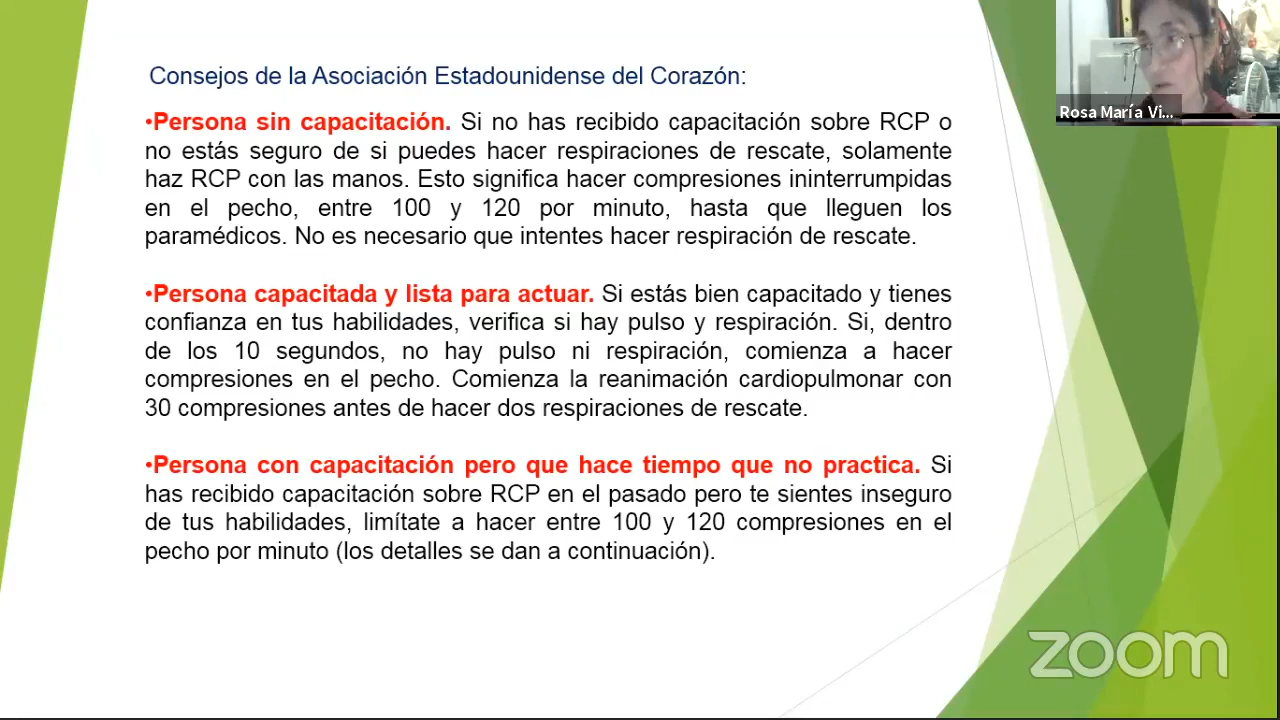 Consejos de la Asociación Estadounidense del Corazón:
•Persona sin capacitación. Si no has recibido capacitación sobre RCP o
no estás seguro de si puedes hacer respiraciones de rescate, solamente
haz RCP con las manos. Esto significa hacer compresiones ininterrumpidas
en el pecho, entre 100 y 120 por minuto, hasta que lleguen los
paramédicos. No es necesario que intentes hacer respiración de rescate.
•Persona capacitada y lista para actuar. Si estás bien capacitado y tienes
confianza en tus habilidades, verifica si hay pulso y respiración. Si, dentro
de los 10 segundos, no hay pulso ni respiración, comienza a hacer
compresiones en el pecho. Comienza la reanimación cardiopulmonar con
30 compresiones antes de hacer dos respiraciones de rescate.
•Persona con capacitación pero que hace tiempo que no practica. Si
has recibido capacitación sobre RCP en el pasado pero te sientes inseguro
de tus habilidades, limítate a hacer entre 100 y 120 compresiones en el
pecho por minuto (los detalles se dan a continuación).
Rosa María Vi...
zoom